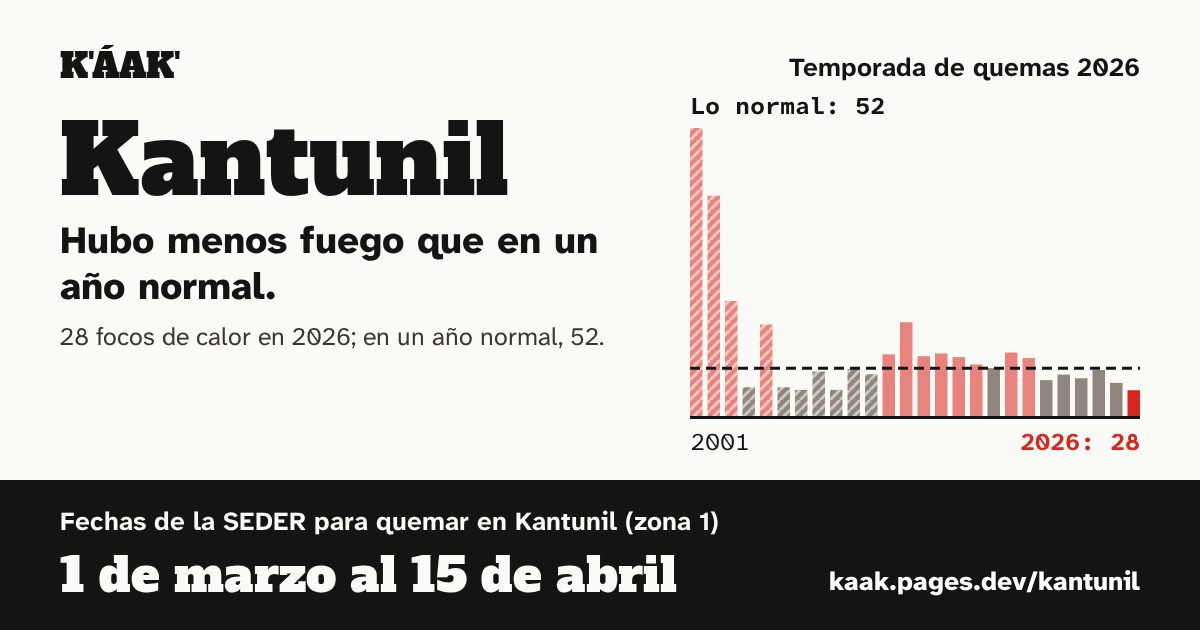 K'ÁAK'
Kantunil
Hubo menos fuego que en un
año normal.
28 focos de calor en 2026; en un año normal, 52.
Temporada de quemas 2026
Lo normal: 52
2001
2026: 28
Fechas de la SEDER para quemar en Kantunil (zona 1)
1 de marzo al 15 de abril
kaak.pages.dev/kantunil